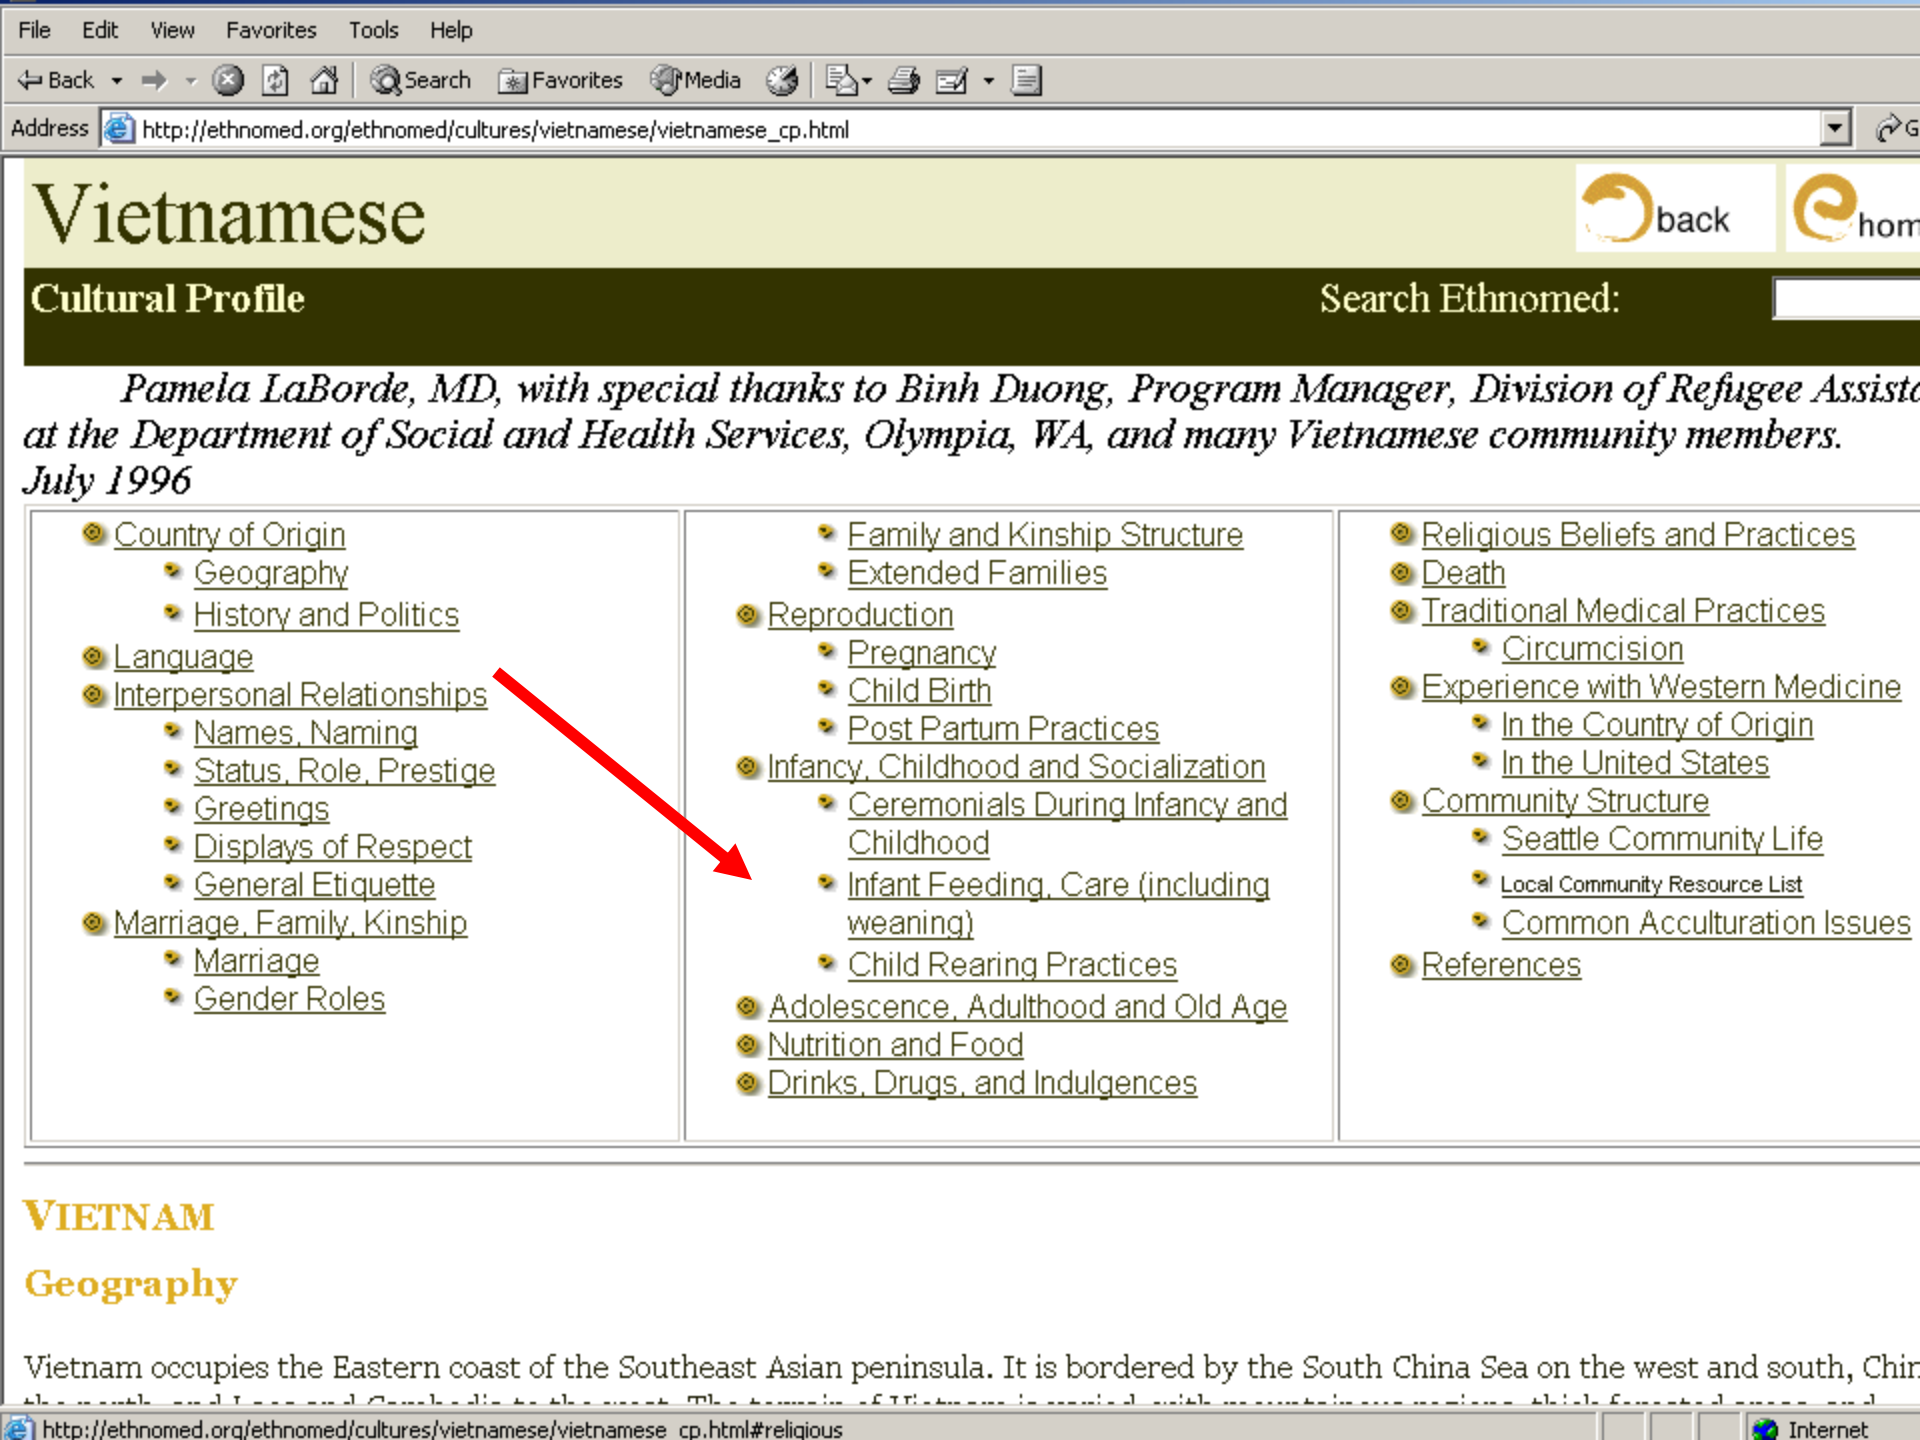 File Edit View Favorites Tools Help
Back Search Favorites Media
Address http://ethnomed.org/ethnomed/cultures/vietnamese/vietnamese_cp.html
Vietnamese
back
Cultural Profile Search Ethnomed:
Pamela LaBorde, MD, with special thanks to Binh Duong, Program Manager, Division of Refugee
at the Department of Social and Health Services, Olympia, WA, and many Vietnamese community members.
July 1996
Country of Origin
Geography
History and Politics
Language
Interpersonal Relationships
Names, Naming
Status, Role, Prestige
Greetings
Displays of Respect
General Etiquette
Marriage, Family, Kinship
Marriage
Gender Roles
Family and Kinship Structure
Extended Families
Reproduction
Pregnancy
Child Birth
Post Partum Practices
Infancy, Childhood and Socialization
Ceremonials During Infancy and
Childhood
Infant Feeding, Care (including
weaning)
Child Rearing Practices
Adolescence, Adulthood and Old Age
Nutrition and Food
Drinks, Drugs, and Indulgences
Religious Beliefs and Practices
Death
Traditional Medical Practices
Circumcision
Experience with Western Medicine
In the Country of Origin
In the United States
Community Structure
Seattle Community Life
Local Community Resource List
Common Acculturation Issues
References
VIETNAM
Geography
Vietnam occupies the Eastern coast of the Southeast Asian peninsula. It is bordered by the South China Sea on the west and south,
http://ethnomed.org/ethnomed/cultures/vietnamese/vietnamese_cp.html#religious Internet